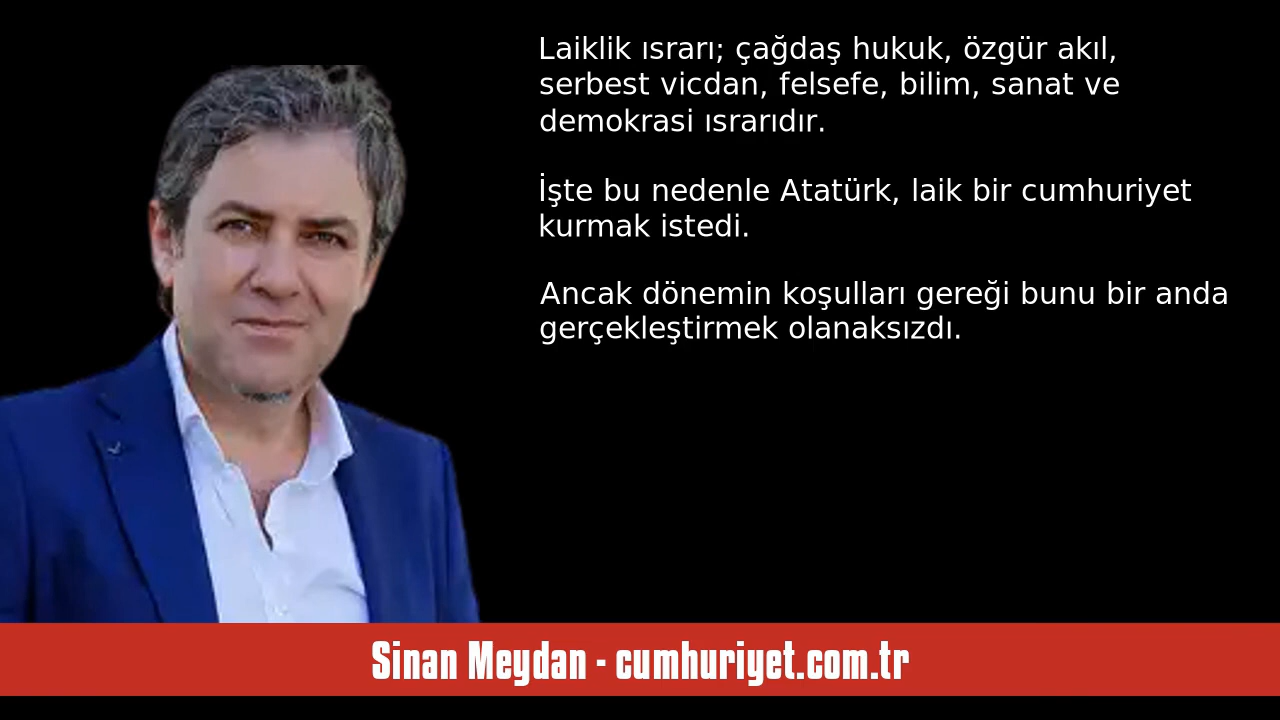 Laiklik ısrarı; çağdaş hukuk, özgür akıl,
serbest vicdan, felsefe, bilim, sanat ve
demokrasi ısrarıdır.
İşte bu nedenle Atatürk, laik bir cumhuriyet
kurmak istedi.
Ancak dönemin koşulları gereği bunu bir anda
gerçekleştirmek olanaksızdı.
Sinan Meydan - cumhuriyet.com.tr